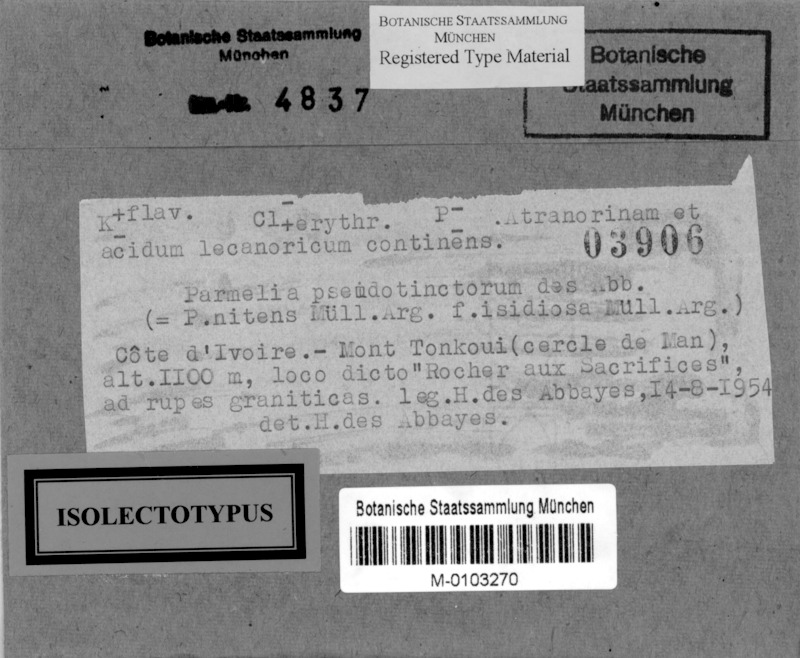 Botanische Staatssammlung
München
4837
BOTANISCHE STAATSSAMMLUNG
MÜNCHEN
Registered Type Material
Botanische
Staatssammlung
München
K+flav. Cl-+erythr. P- .Atranorinam et
acidum lecanoricum continens. 03906
Parmelia pseudotinctorum des Abb.
(= P.nitens Müll.Arg. f.isidiosa Müll.Arg.)
Côte d'Ivoire.- Mont Tonkoui(cercle de Man),
alt.II00 m, loco dicto"Rocher aux Sacrifices",
ad rupes graniticas. leg.H.des Abbayes,I4-8-I954
det.H.des Abbayes.
ISOLECTOTYPUS
Botanische Staatssammlung München
M-0103270